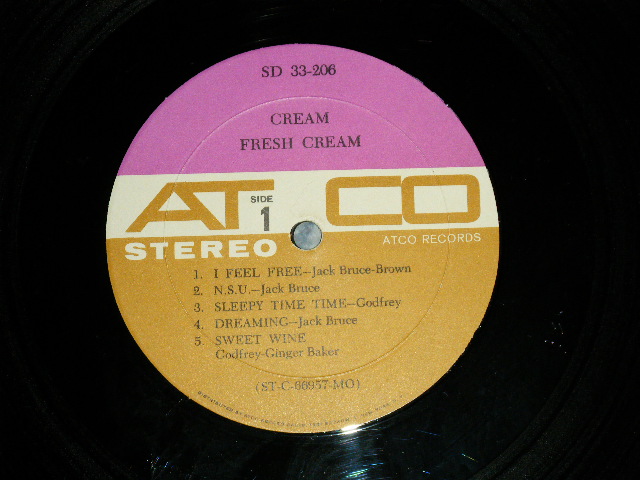 SD 33-206
CREAM
FRESH CREAM
AT CO
SIDE
1
STEREO
ATCO RECORDS
1. I FEEL FREE--Jack Bruce-Brown
2. N.S.U.--Jack Bruce
3. SLEEPY TIME TIME--Godfrey
4. DREAMING--Jack Bruce
5. SWEET WINE
Godfrey-Ginger Baker
(ST-C-66957-MO)